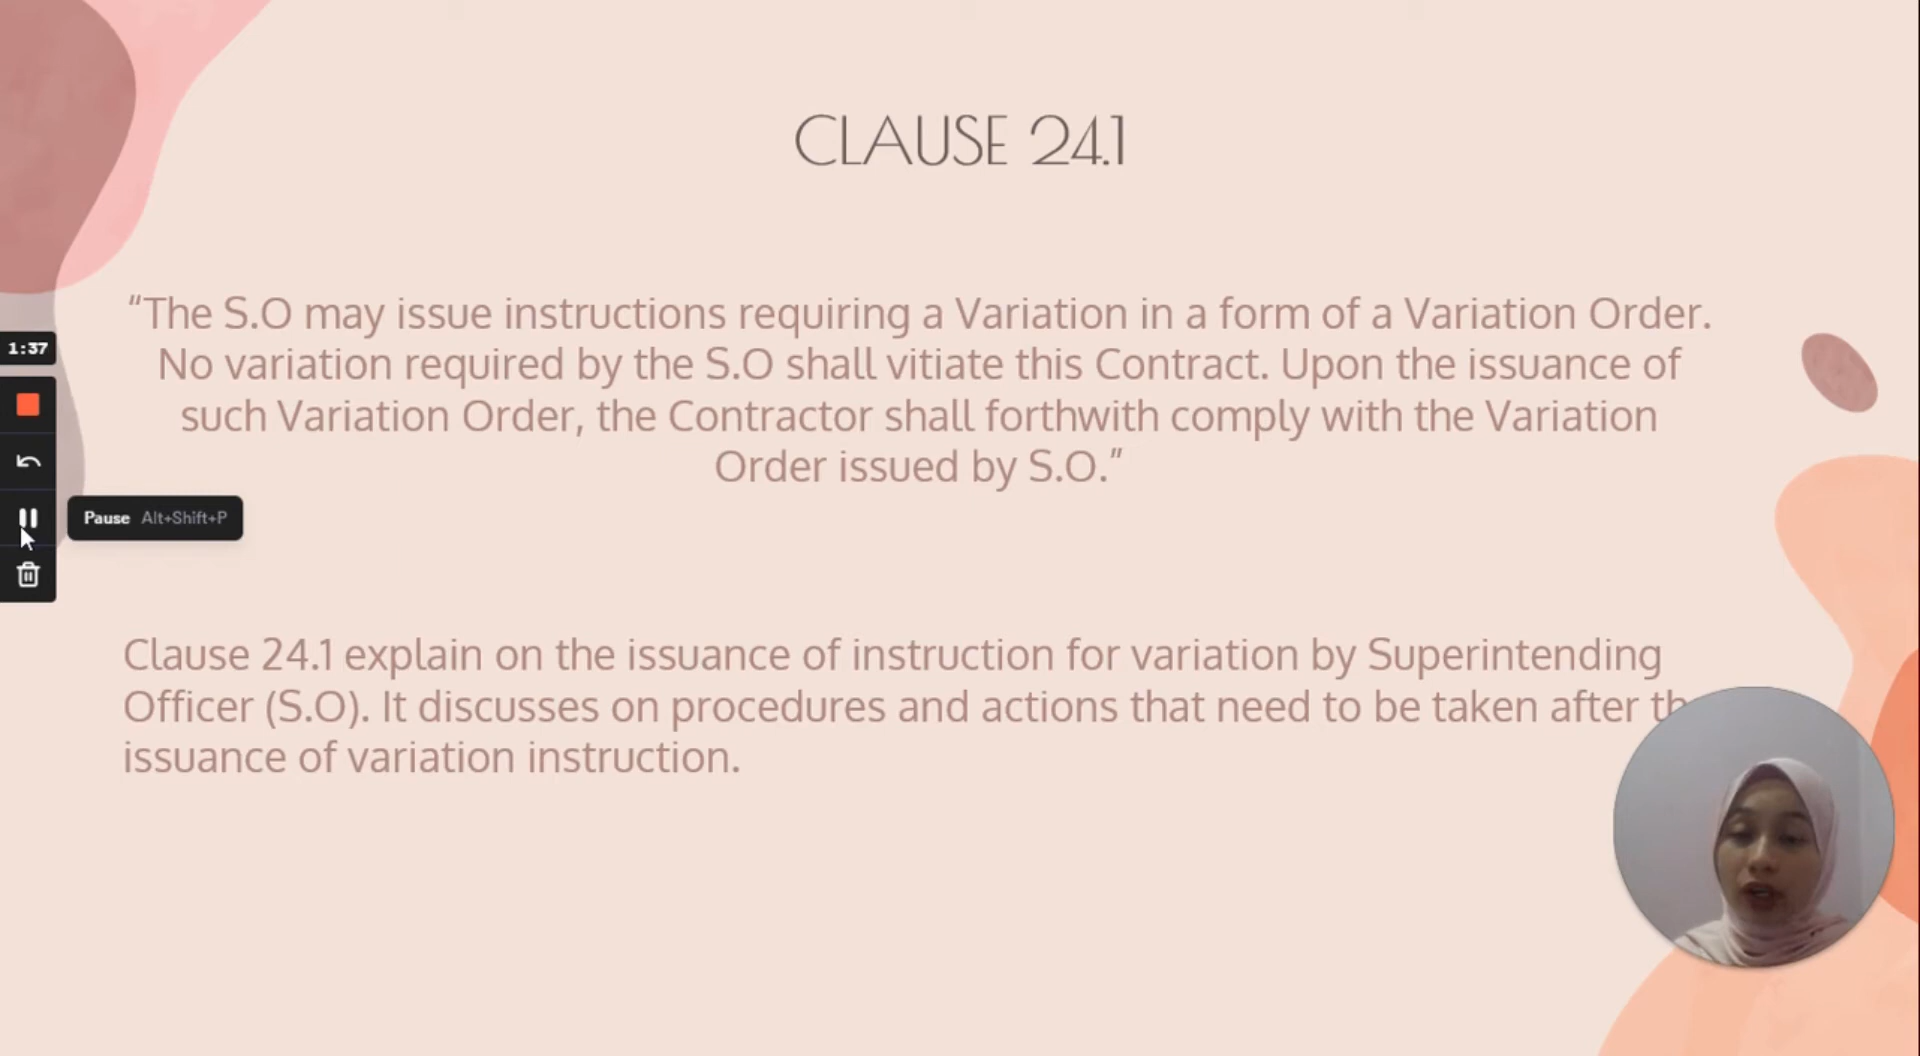 CLAUSE 24.1
"The S.O may issue instructions requiring a Variation in a form of a Variation Order.
No variation required by the S.O shall vitiate this Contract. Upon the issuance of
such Variation Order, the Contractor shall forthwith comply with the Variation
Order issued by S.O."
1:37
Pause Alt+Shift+P
Clause 24.1 explain on the issuance of instruction for variation by Superintending
Officer (S.O). It discusses on procedures and actions that need to be taken after
issuance of variation instruction.